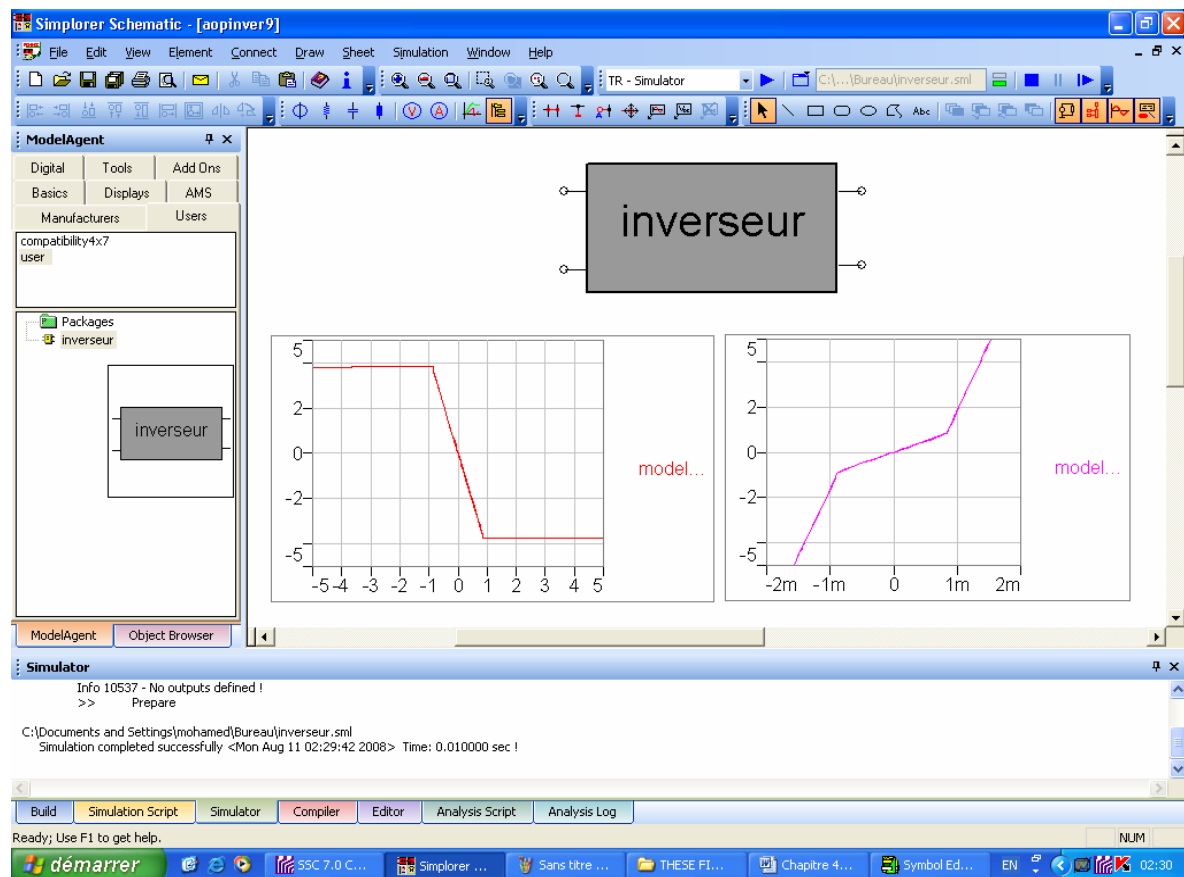 Simplorer Schematic - [aopinver9]
File Edit View Element Connect Draw Sheet Simulation Window Help
TR - Simulator C:\...\Bureau\inverseur.sml
Abc
ModelAgent
Digital Tools Add Ons
Basics Displays AMS
Manufacturers Users
compatibility4x7
user
Packages
inverseur
inverseur
inverseur
5
2
0
-2
-5
-5 -4 -3 -2 -1 0 1 2 3 4 5
model...
5
2
0
-2
-5
-2m -1m 0 1m 2m
model...
ModelAgent Object Browser
Simulator
Info 10537 - No outputs defined !
>> Prepare
C:\Documents and Settings\mohamed\Bureau\inverseur.sml
Simulation completed successfully <Mon Aug 11 02:29:42 2008> Time: 0.010000 sec !
Build Simulation Script Simulator Compiler Editor Analysis Script Analysis Log
Ready; Use F1 to get help. NUM
démarrer SSC 7.0 C... Simplorer ... Sans titre ... THESE FI... Chapitre 4... Symbol Ed... EN 02:30